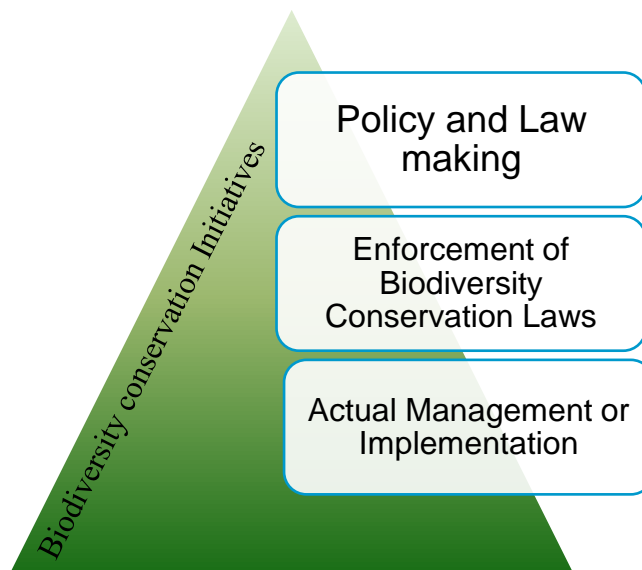 Biodiversity conservation Initiatives
Policy and Law
making
Enforcement of
Biodiversity
Conservation Laws
Actual Management or
Implementation